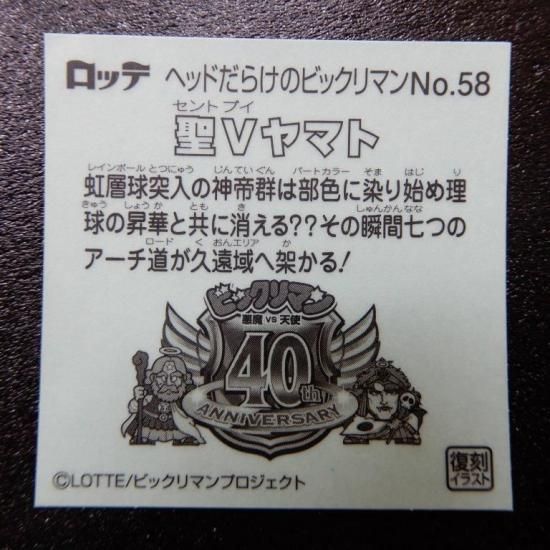 ロッテ ヘッドだらけのビックリマンNo.58
セント ブイ
聖Vヤマト
レインボール とつにゅう じんていぐん パートカラー そま はじ り
虹層球突入の神帝群は部色に染り始め理
きゅう しょうか とも き しゅんかんなな
球の昇華と共に消える??その瞬間七つの
ロード く おんエリア か
アーチ道が久遠域へ架かる!
ビックリマン
悪魔 VS 天使
40th
ANNIVERSARY
©LOTTE/ビックリマンプロジェクト
復刻
イラスト